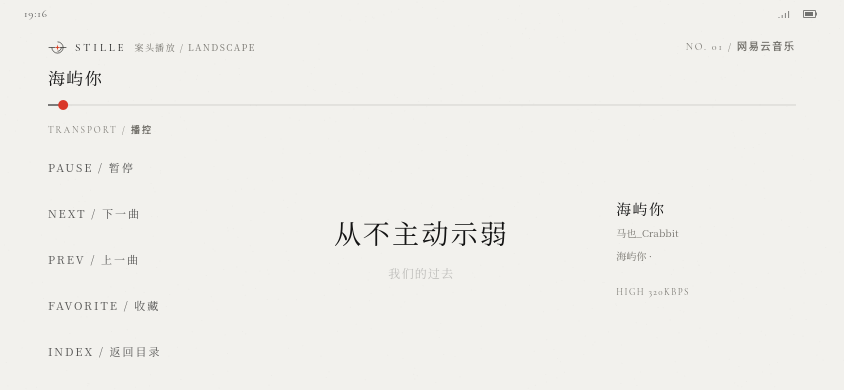 19:16
STILLE 案头播放 / LANDSCAPE
NO. 01 / 网易云音乐
海屿你
TRANSPORT / 播控
PAUSE / 暂停
NEXT / 下一曲
PREV / 上一曲
FAVORITE / 收藏
INDEX / 返回目录
从不主动示弱
我们的过去
海屿你
马也_Crabbit
海屿你 ·
HIGH 320KBPS